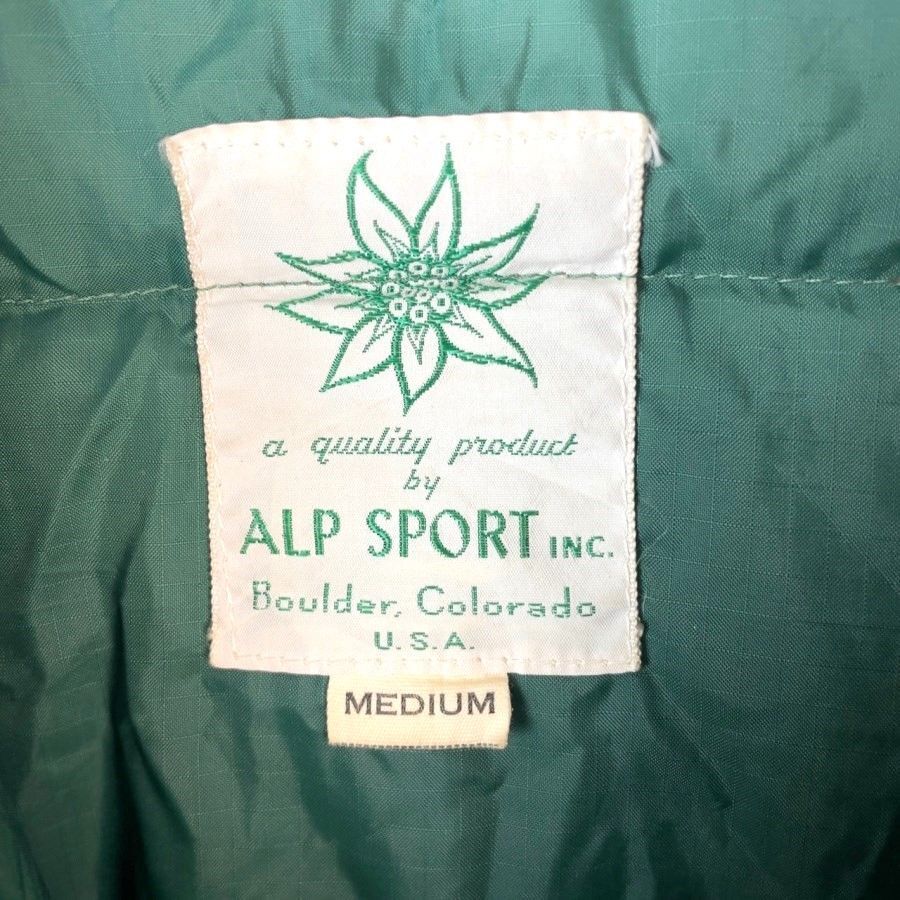 a quality product
by
ALP SPORT INC.
Boulder, Colorado
U.S.A.
MEDIUM